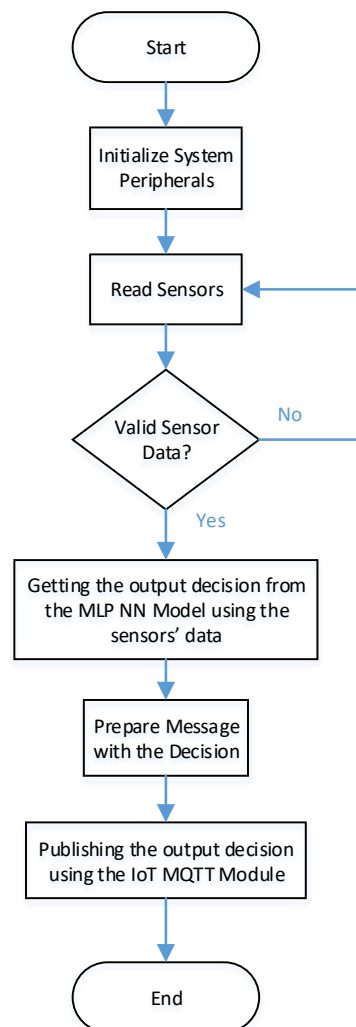 Start
Initialize System
Peripherals
Read Sensors
Valid Sensor
Data?
No
Yes
Getting the output decision from
the MLP NN Model using the
sensors’ data
Prepare Message
with the Decision
Publishing the output decision
using the IoT MQTT Module
End